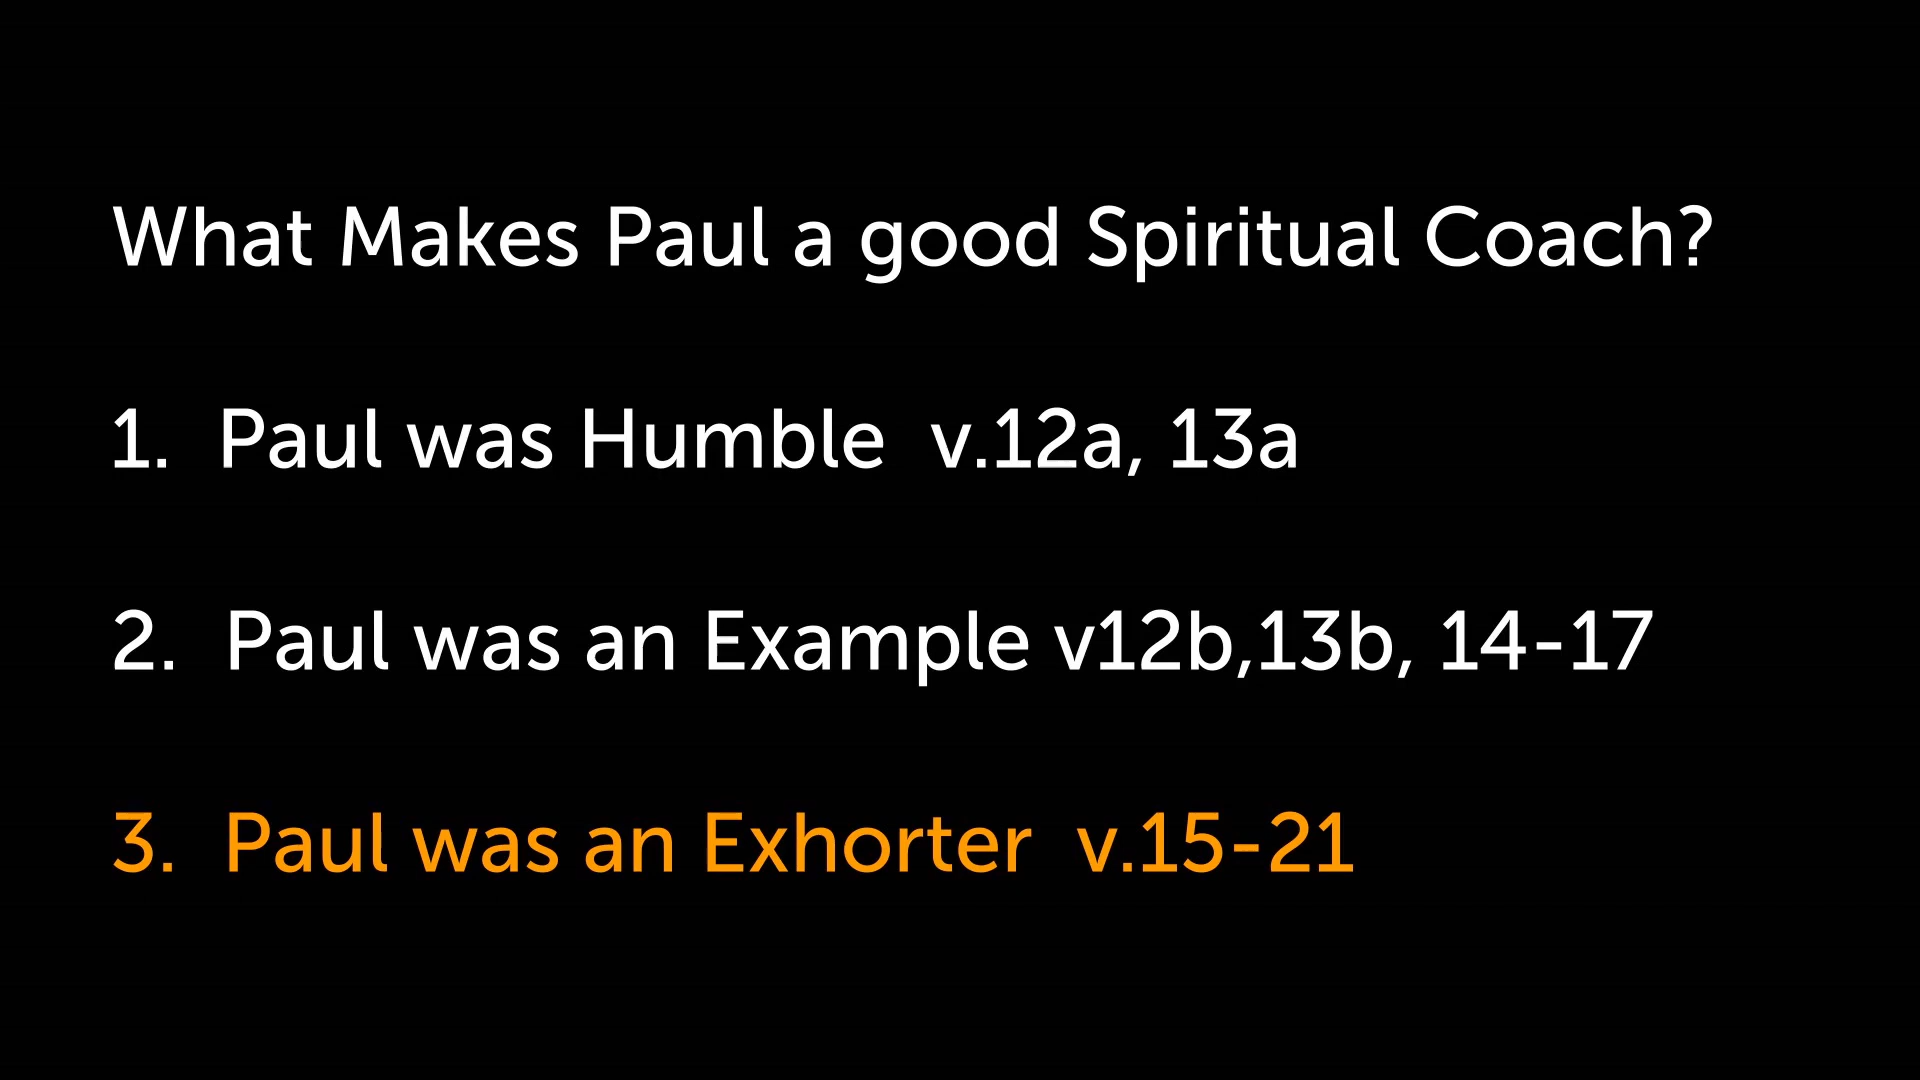 What Makes Paul a good Spiritual Coach?
1. Paul was Humble v.12a, 13a
2. Paul was an Example v12b,13b, 14-17
3. Paul was an Exhorter v.15-21